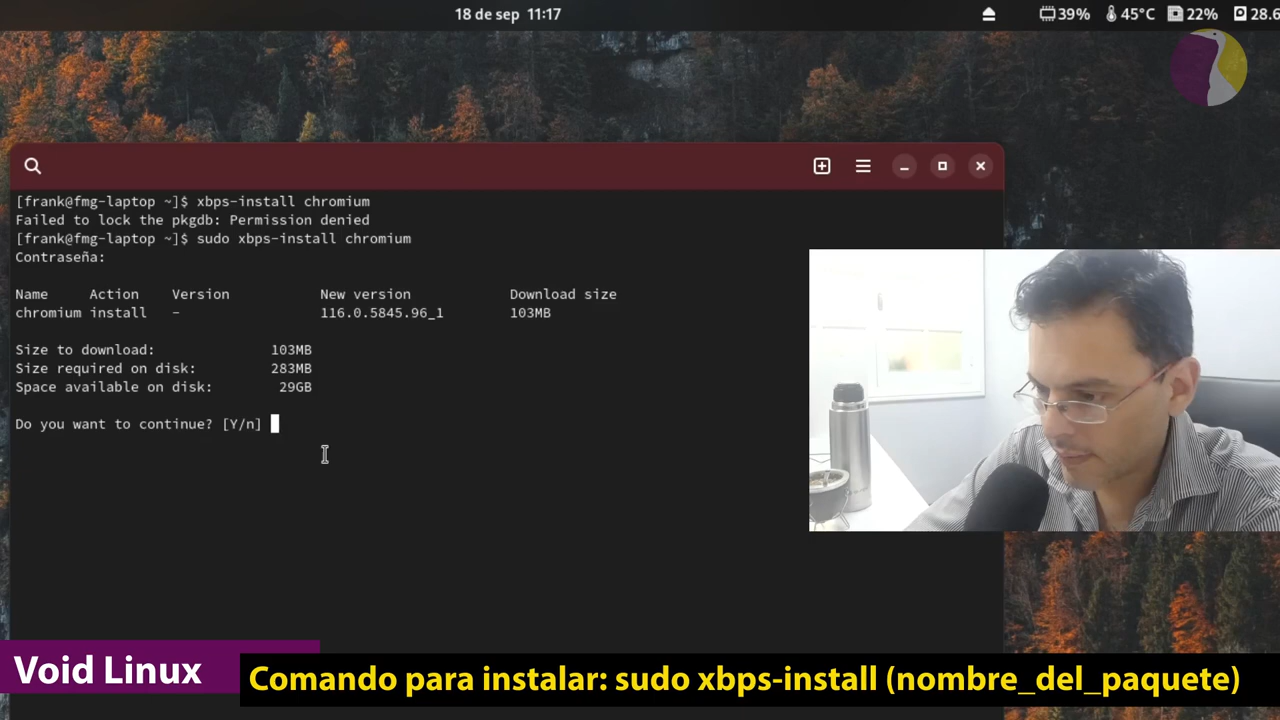 18 de sep 11:17
39% 45°C 22% 28.6
[frank@fmg-laptop ~]$ xbps-install chromium
Failed to lock the pkgdb: Permission denied
[frank@fmg-laptop ~]$ sudo xbps-install chromium
Contraseña:
Name Action Version New version Download size
chromium install - 116.0.5845.96_1 103MB
Size to download: 103MB
Size required on disk: 283MB
Space available on disk: 29GB
Do you want to continue? [Y/n]
Void Linux
Comando para instalar: sudo xbps-install (nombre_del_paquete)